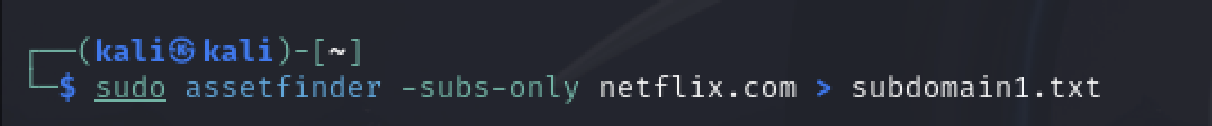 ┌──(kali㉿kali)-[~]
└─$ sudo assetfinder -subs-only netflix.com > subdomain1.txt